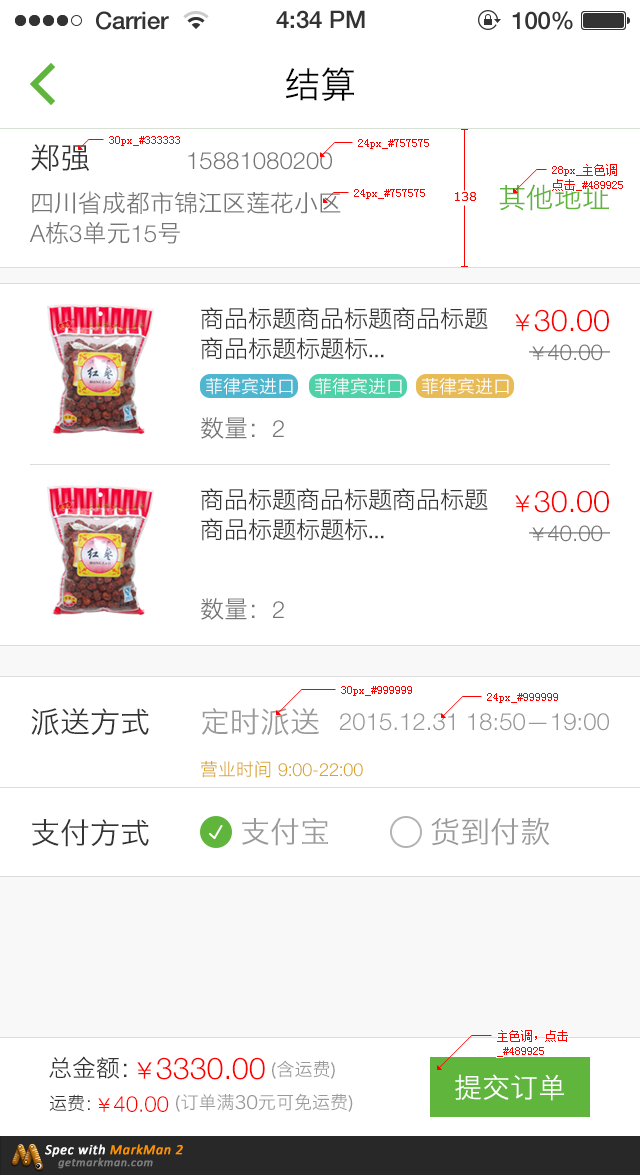 Carrier 4:34 PM 100%
结算
郑强 15881080200
30px_#333333
24px_#757575
四川省成都市锦江区莲花小区
A栋3单元15号
24px_#757575
138
28px_主色调
点击_#489925
其他地址
商品标题商品标题商品标题
商品标题标题标...
¥30.00
¥40.00
菲律宾进口 菲律宾进口 菲律宾进口
数量：2
红枣
商品标题商品标题商品标题
商品标题标题标...
¥30.00
¥40.00
数量：2
红枣
30px_#999999
24px_#999999
派送方式 定时派送 2015.12.31 18:50—19:00
营业时间 9:00-22:00
支付方式 支付宝 货到付款
主色调，点击
_#489925
总金额: ¥3330.00 (含运费)
运费: ¥40.00 (订单满30元可免运费)
提交订单
Spec with MarkMan 2
getmarkman.com